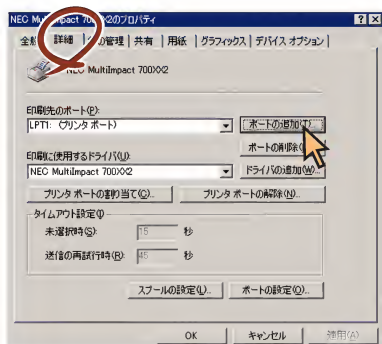 NEC MultiImpact 700XX2のプロパティ
全般 詳細 色の管理 共有 用紙 グラフィックス デバイス オプション
NEC MultiImpact 700XX2
印刷先のポート(P):
LPT1: (プリンタ ポート)
ポートの追加(T)...
ポートの削除
印刷に使用するドライバ(U):
NEC MultiImpact 700XX2
ドライバの追加(W)...
プリンタ ポートの割り当て(C)...
プリンタ ポートの解除(N)...
タイムアウト設定
未選択時(S): 15 秒
送信の再試行時(R): 45 秒
スプールの設定(L)...
ポートの設定(O)...
OK
キャンセル
適用(A)